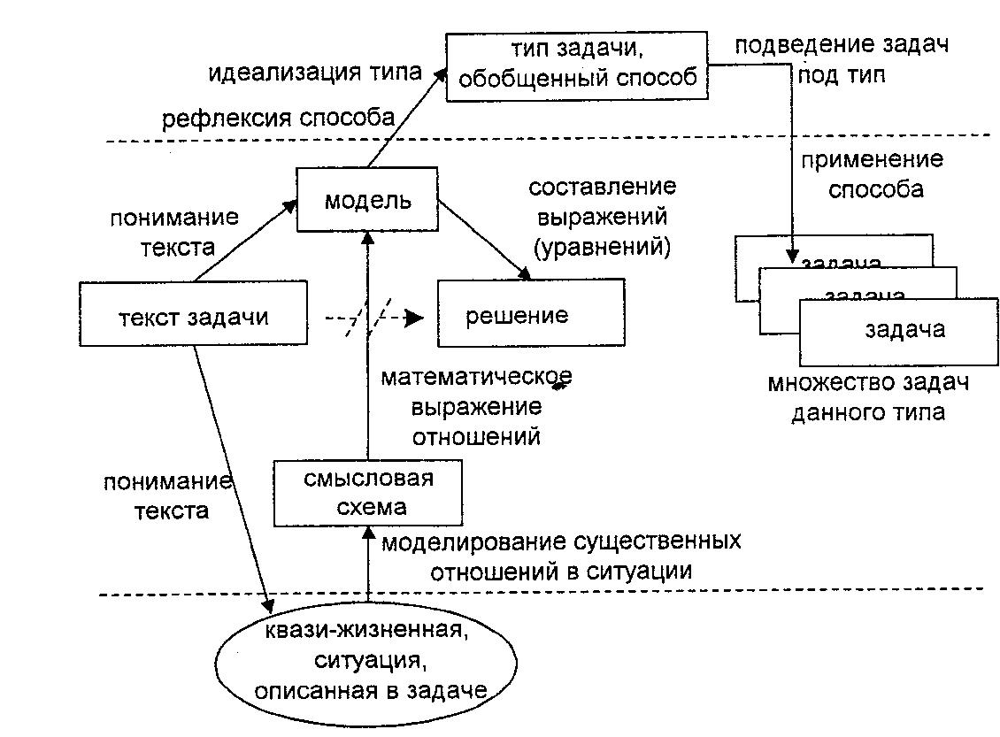 тип задачи,
обобщенный способ
подведение задач
под тип
идеализация типа
рефлексия способа
применение
способа
модель
составление
выражений
(уравнений)
понимание
текста
задача
задача
задача
текст задачи
решение
множество задач
данного типа
математическое
выражение
отношений
понимание
текста
смысловая
схема
моделирование существенных
отношений в ситуации
квази-жизненная,
ситуация,
описанная в задаче